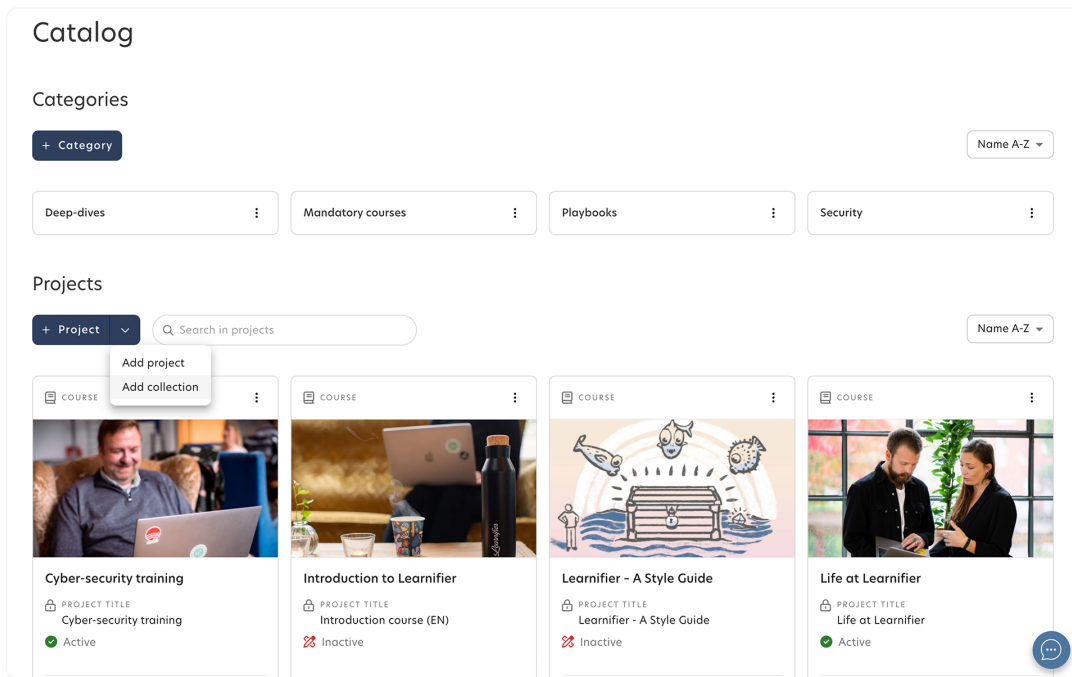 Catalog
Categories
+ Category
Name A-Z
Deep-dives
Mandatory courses
Playbooks
Security
Projects
+ Project
Search in projects
Name A-Z
Add project
Add collection
COURSE
COURSE
COURSE
COURSE
Learnifier
Cyber-security training
Introduction to Learnifier
Learnifier - A Style Guide
Life at Learnifier
PROJECT TITLE
Cyber-security training
PROJECT TITLE
Introduction course (EN)
PROJECT TITLE
Learnifier - A Style Guide
PROJECT TITLE
Life at Learnifier
Active
Inactive
Inactive
Active